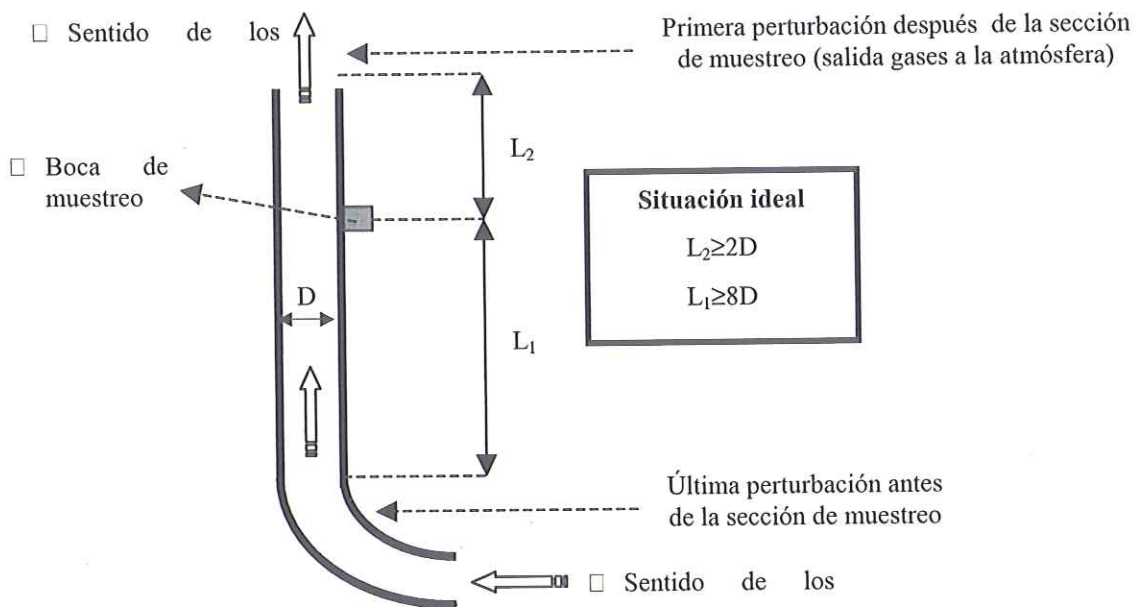 □ Sentido de los
Primera perturbación después de la sección
de muestreo (salida gases a la atmósfera)
L₂
□ Boca de
muestreo
Situación ideal
L₂≥2D
L₁≥8D
D
L₁
Última perturbación antes
de la sección de muestreo
□ Sentido de los